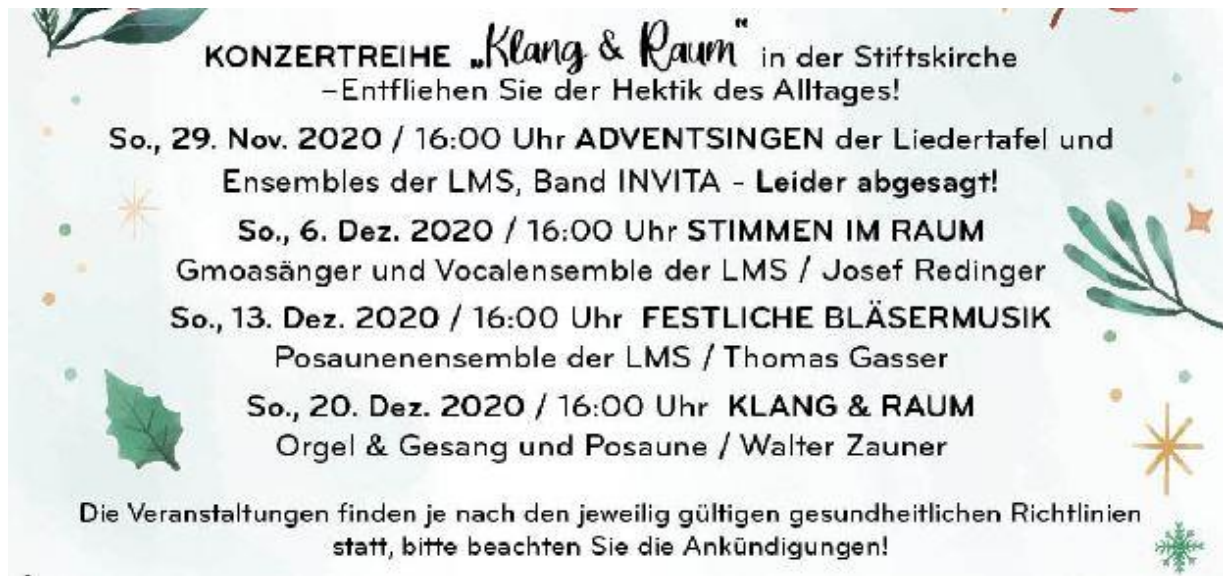 KONZERTREIHE „Klang & Raum“ in der Stiftskirche
–Entfliehen Sie der Hektik des Alltages!
So., 29. Nov. 2020 / 16:00 Uhr ADVENTSINGEN der Liedertafel und
Ensembles der LMS, Band INVITA - Leider abgesagt!
So., 6. Dez. 2020 / 16:00 Uhr STIMMEN IM RAUM
Gmoasänger und Vocalensemble der LMS / Josef Redinger
So., 13. Dez. 2020 / 16:00 Uhr FESTLICHE BLÄSERMUSIK
Posaunenensemble der LMS / Thomas Gasser
So., 20. Dez. 2020 / 16:00 Uhr KLANG & RAUM
Orgel & Gesang und Posaune / Walter Zauner
Die Veranstaltungen finden je nach den jeweilig gültigen gesundheitlichen Richtlinien
statt, bitte beachten Sie die Ankündigungen!